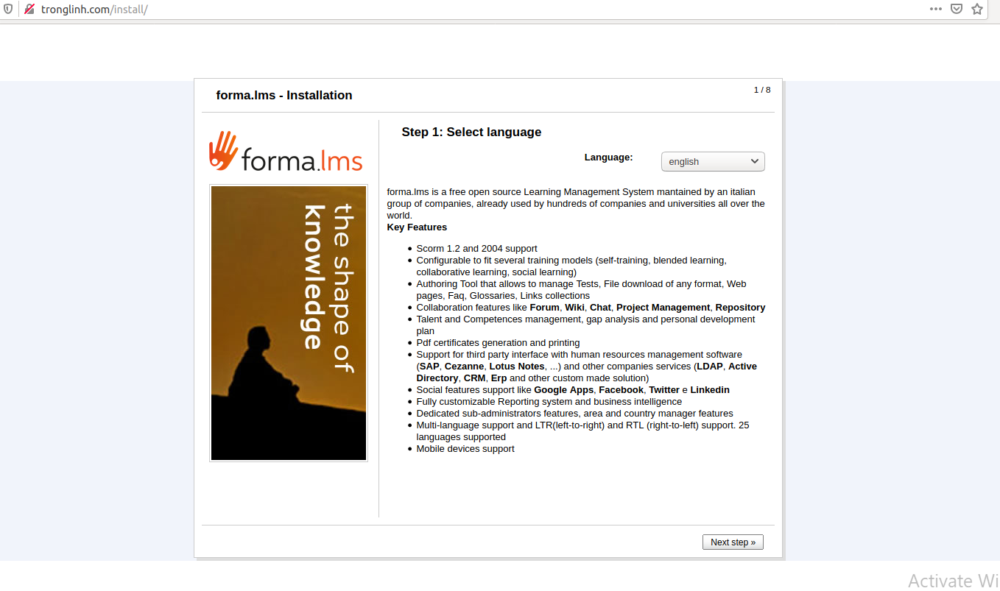 tronglinh.com/install/
forma.lms - Installation
1 / 8
forma.lms
the shape of
knowledge
Step 1: Select language
Language:
english
forma.lms is a free open source Learning Management System mantained by an italian
group of companies, already used by hundreds of companies and universities all over the
world.
Key Features
Scorm 1.2 and 2004 support
Configurable to fit several training models (self-training, blended learning,
collaborative learning, social learning)
Authoring Tool that allows to manage Tests, File download of any format, Web
pages, Faq, Glossaries, Links collections
Collaboration features like Forum, Wiki, Chat, Project Management, Repository
Talent and Competences management, gap analysis and personal development
plan
Pdf certificates generation and printing
Support for third party interface with human resources management software
(SAP, Cezanne, Lotus Notes, ...) and other companies services (LDAP, Active
Directory, CRM, Erp and other custom made solution)
Social features support like Google Apps, Facebook, Twitter e Linkedin
Fully customizable Reporting system and business intelligence
Dedicated sub-administrators features, area and country manager features
Multi-language support and LTR(left-to-right) and RTL (right-to-left) support. 25
languages supported
Mobile devices support
Next step »
Activate Wi